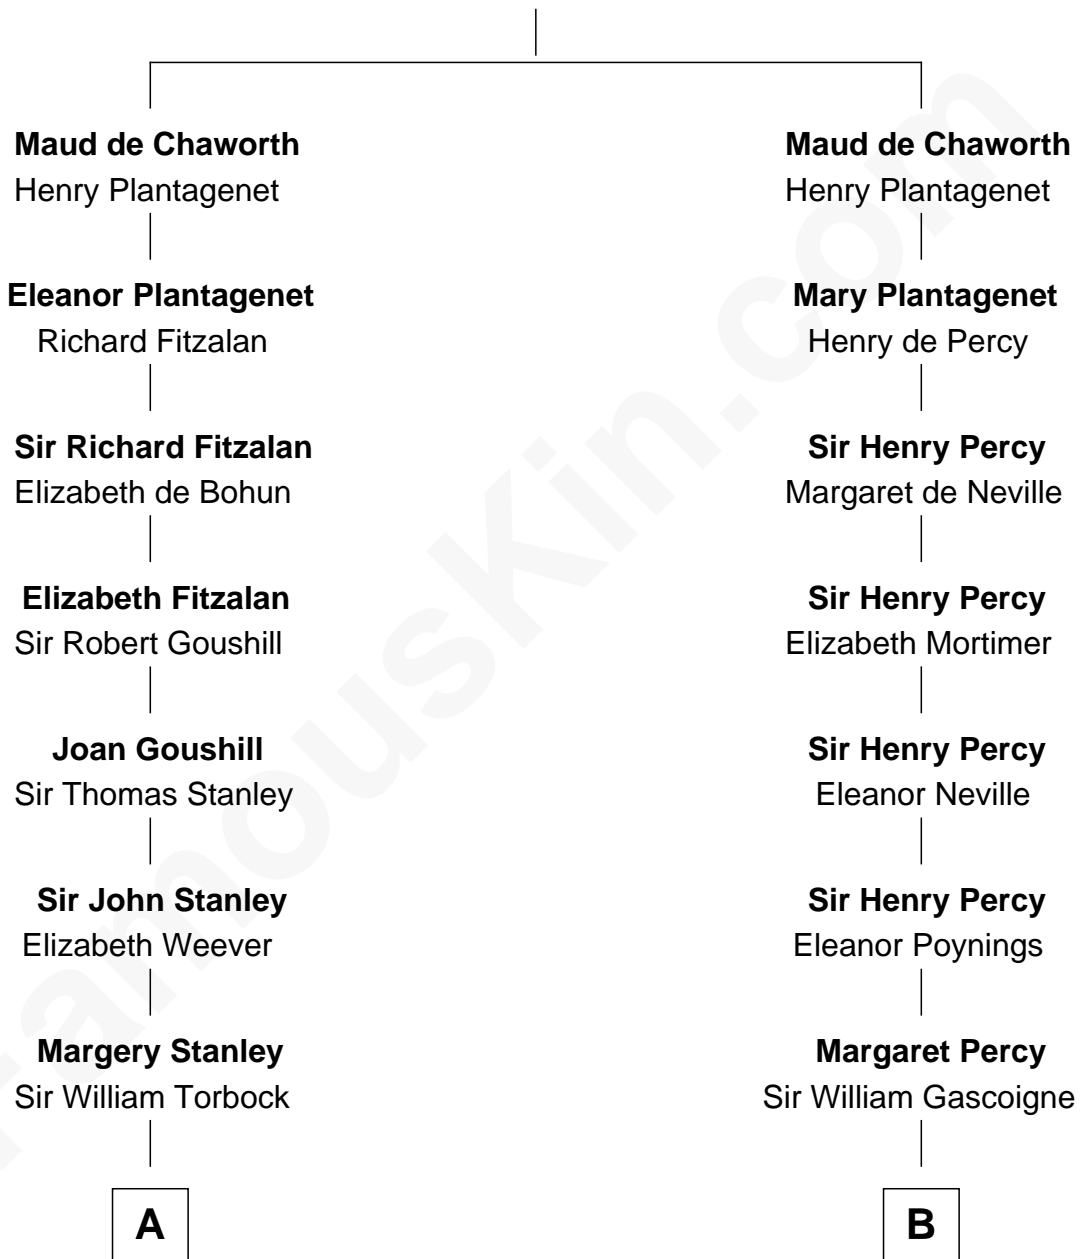 Maud de Chaworth
Henry Plantagenet
Eleanor Plantagenet
Richard Fitzalan
Sir Richard Fitzalan
Elizabeth de Bohun
Elizabeth Fitzalan
Sir Robert Goushill
Joan Goushill
Sir Thomas Stanley
Sir John Stanley
Elizabeth Weever
Margery Stanley
Sir William Torbock
A
Maud de Chaworth
Henry Plantagenet
Mary Plantagenet
Henry de Percy
Sir Henry Percy
Margaret de Neville
Sir Henry Percy
Elizabeth Mortimer
Sir Henry Percy
Eleanor Neville
Sir Henry Percy
Eleanor Poynings
Margaret Percy
Sir William Gascoigne
B
FamousKin.com